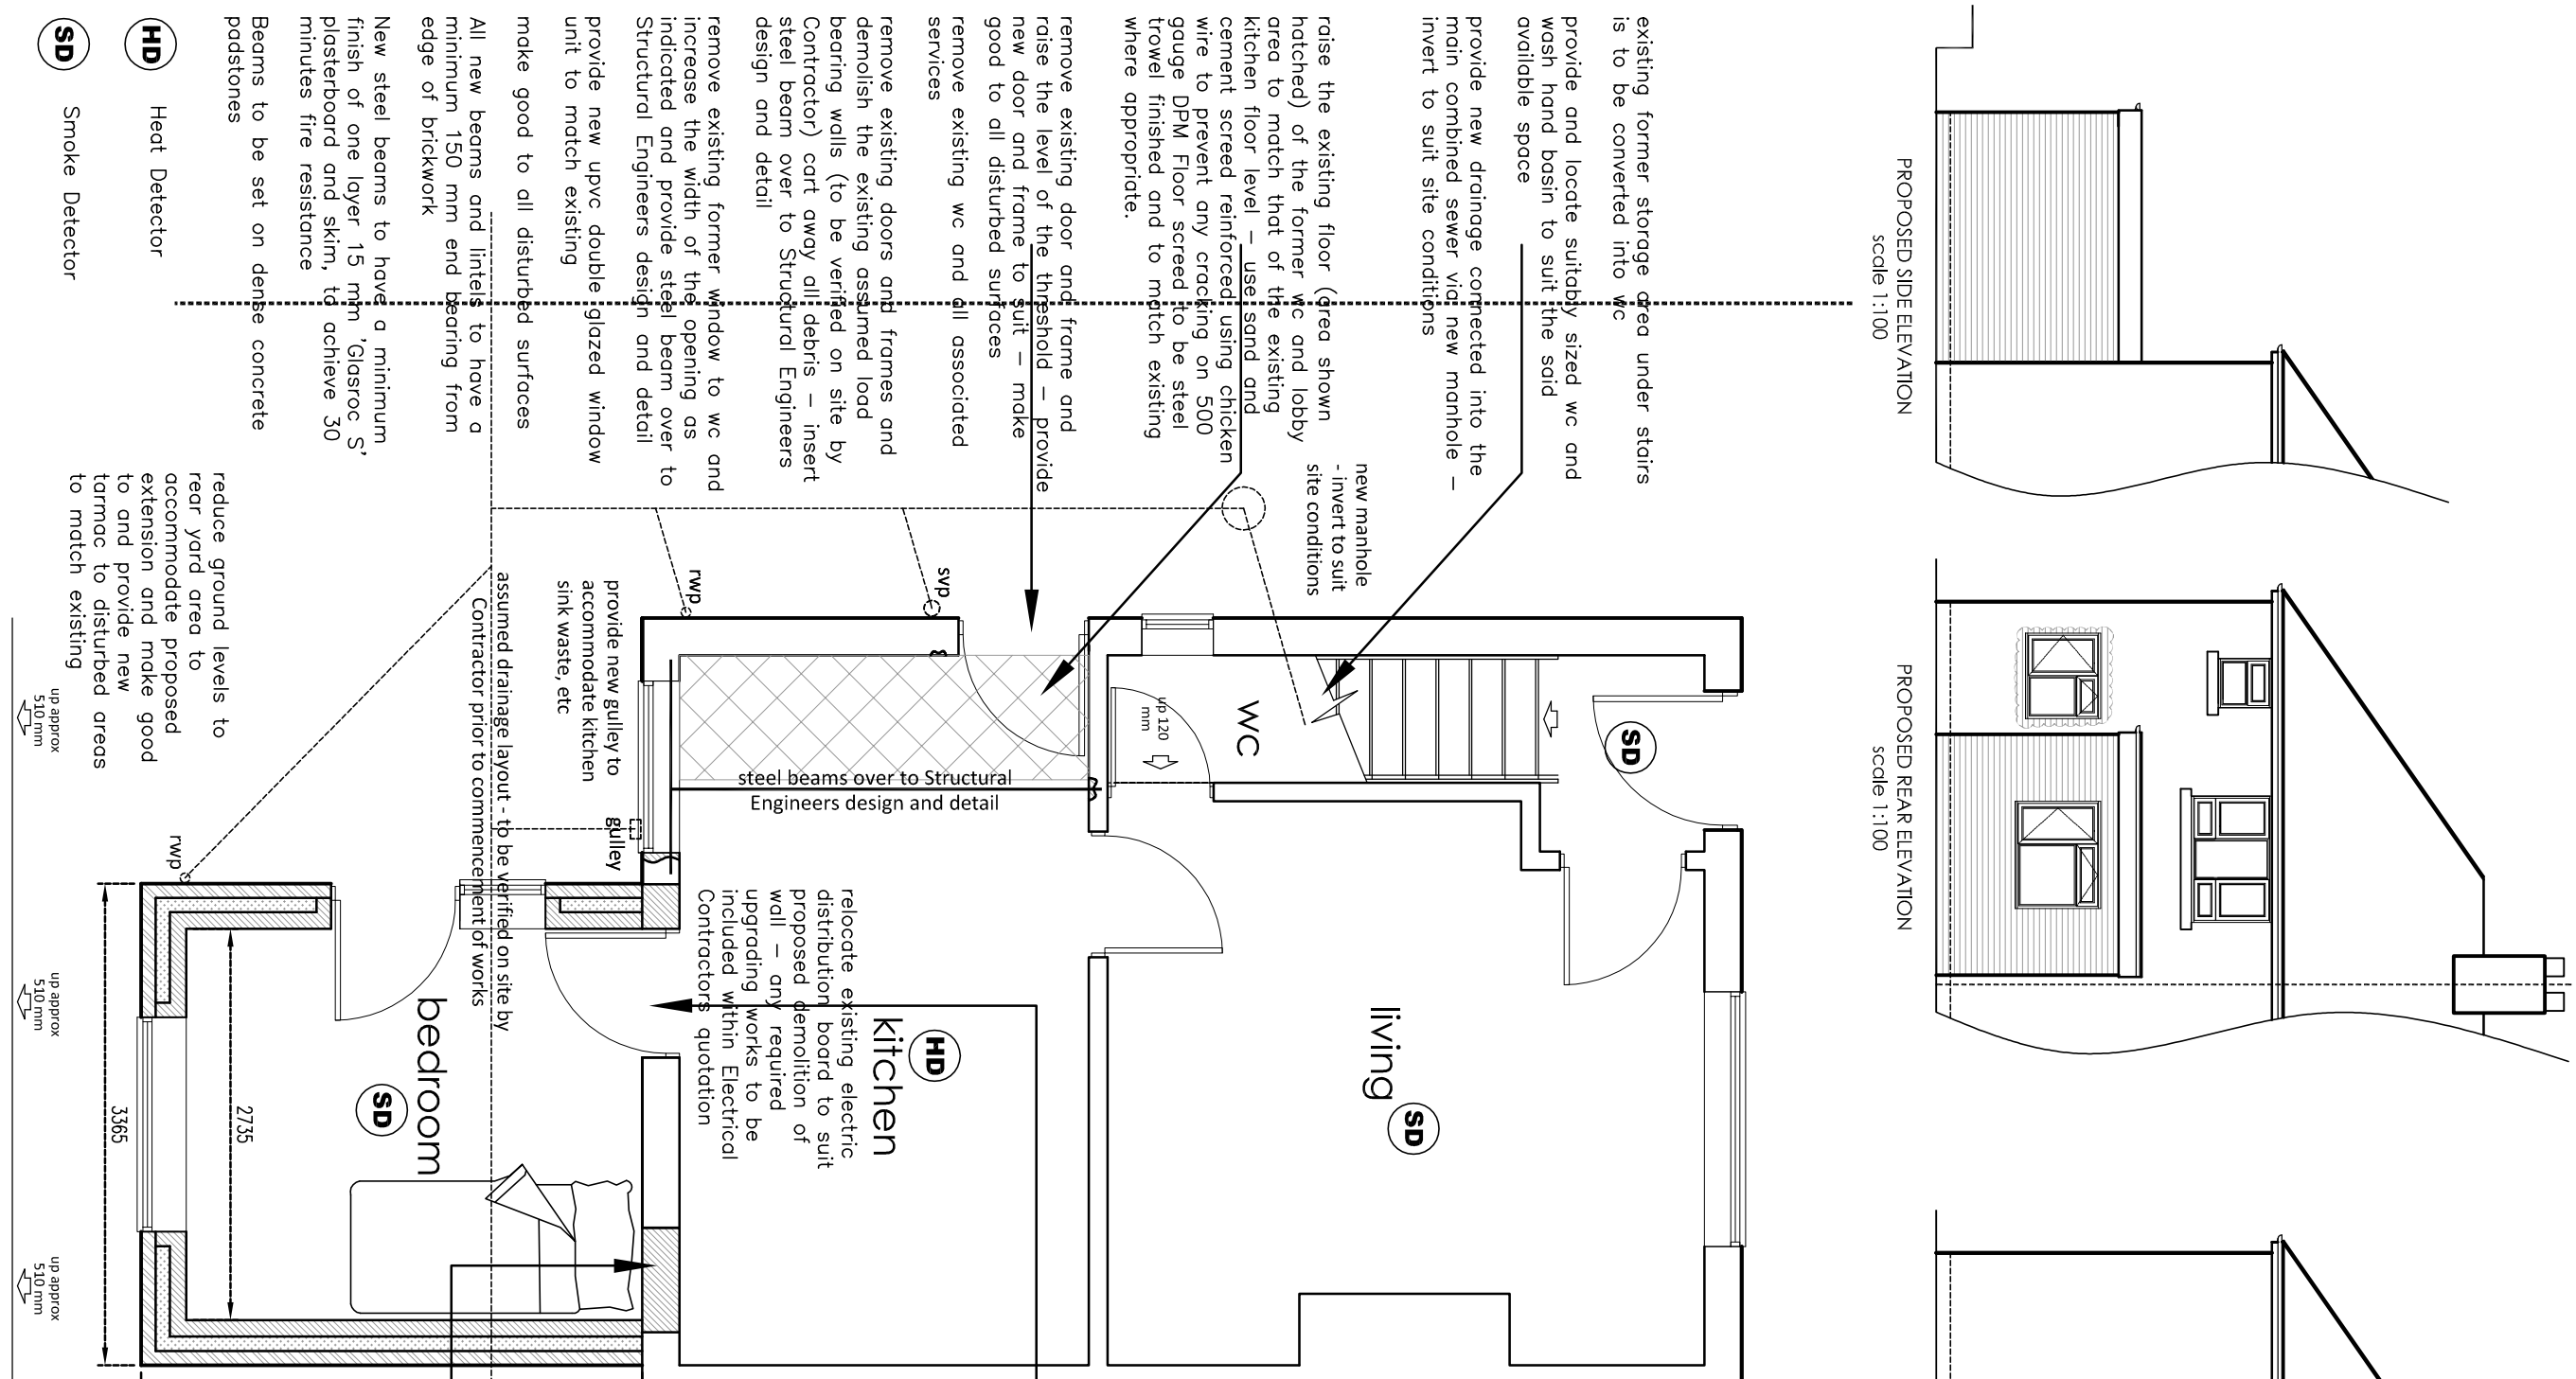 PROPOSED SIDE ELEVATION
scale 1:100
PROPOSED REAR ELEVATION
scale 1:100
existing former storage area under stairs
is to be converted into wc
provide and locate suitably sized wc and
wash hand basin to suit the said
available space
provide new drainage connected into the
main combined sewer via new manhole –
invert to suit site conditions
raise the existing floor (area shown
hatched) of the former wc and lobby
area to match that of the existing
kitchen floor level – use sand and
cement screed reinforced using chicken
wire to prevent any cracking on 500
gauge DPM Floor screed to be steel
trowel finished and to match existing
where appropriate.
remove existing door and frame and
raise the level of the threshold – provide
new door and frame to suit – make
good to all disturbed surfaces
remove existing wc and all associated
services
remove existing doors and frames and
demolish the existing assumed load
bearing walls (to be verified on site by
Contractor) cart away all debris – insert
steel beam over to Structural Engineers
design and detail
remove existing former window to wc and
increase the width of the opening as
indicated and provide steel beam over to
Structural Engineers design and detail
provide new upvc double glazed window
unit to match existing
make good to all disturbed surfaces
All new beams and lintels to have a
minimum 150 mm end bearing from
edge of brickwork
New steel beams to have a minimum
finish of one layer 15 mm 'Glasroc S'
plasterboard and skim, to achieve 30
minutes fire resistance
Beams to be set on dense concrete
padstones
HD Heat Detector
SD Smoke Detector
new manhole
- invert to suit
site conditions
svp
rwp
provide new gulley to
accommodate kitchen
sink waste, etc
gulley
assumed drainage layout - to be verified on site by
Contractor prior to commencement of works
reduce ground levels to
rear yard area to
accommodate proposed
extension and make good
to and provide new
tarmac to disturbed areas
to match existing
rwp
SD
WC
up 120
mm
steel beams over to Structural
Engineers design and detail
living
SD
HD
kitchen
relocate existing electric
distribution board to suit
proposed demolition of
wall – any required
upgrading works to be
included within Electrical
Contractors quotation
bedroom
SD
2735
3365
up approx
510 mm
up approx
510 mm
up approx
510 mm